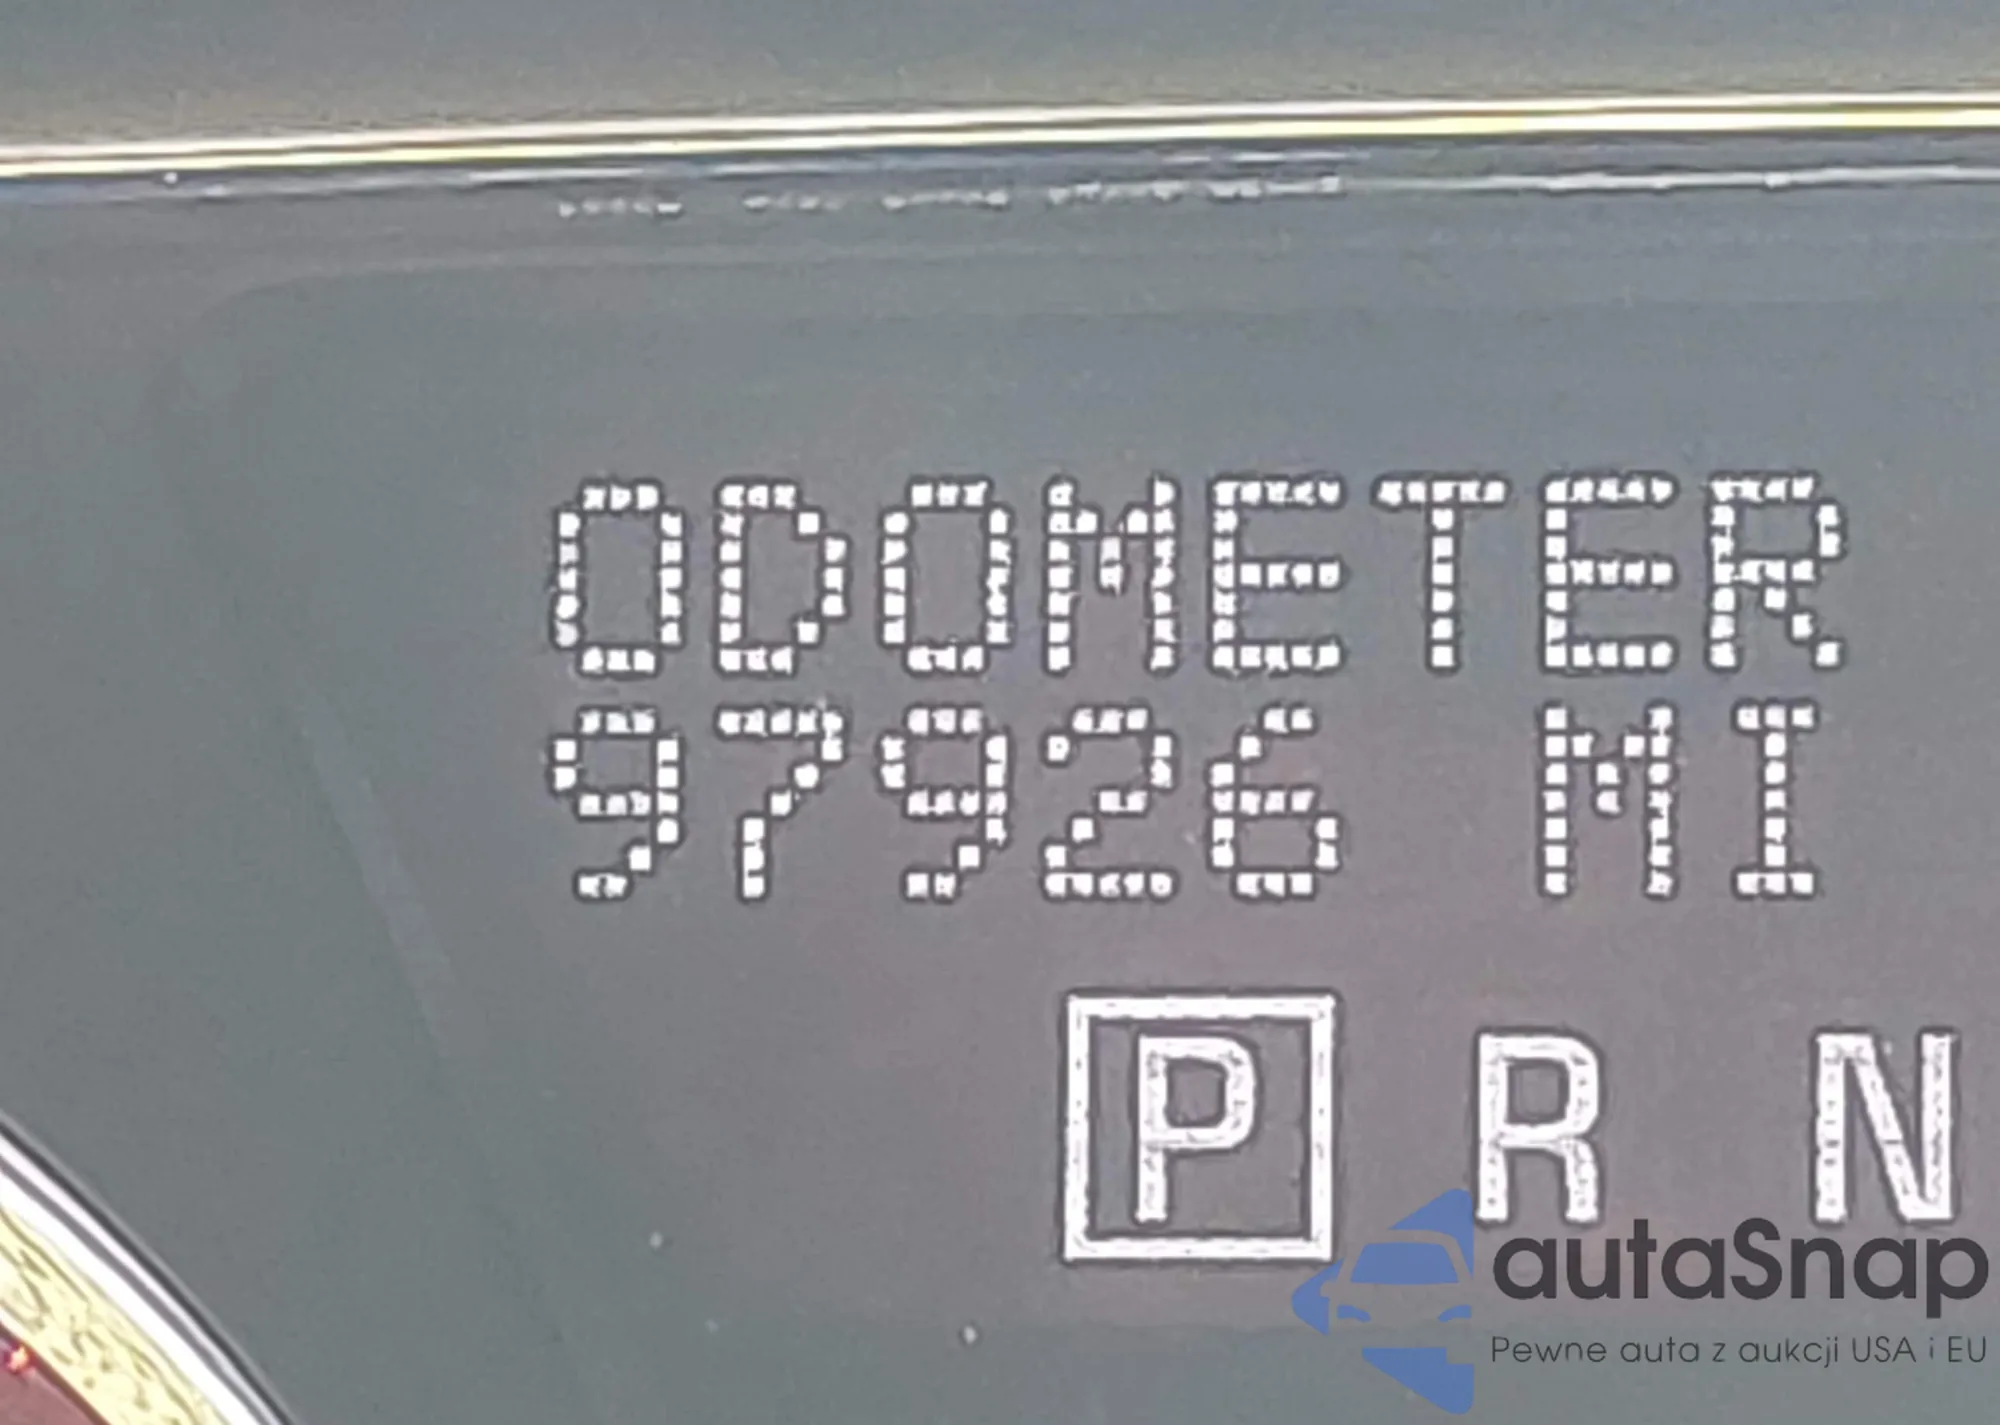 ODOMETER
97926 MI
P R N
autaSnap
Pewne auta z aukcji USA i EU